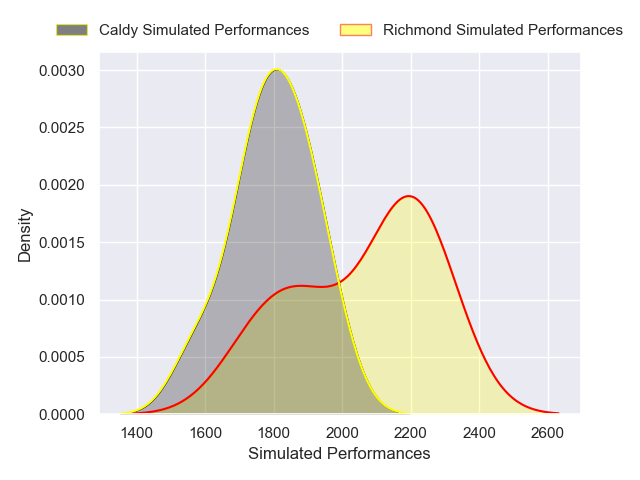 Caldy Simulated Performances Richmond Simulated Performances
0.0030
0.0025
0.0020
0.0015
0.0010
0.0005
0.0000
Density
1400 1600 1800 2000 2200 2400 2600
Simulated Performances